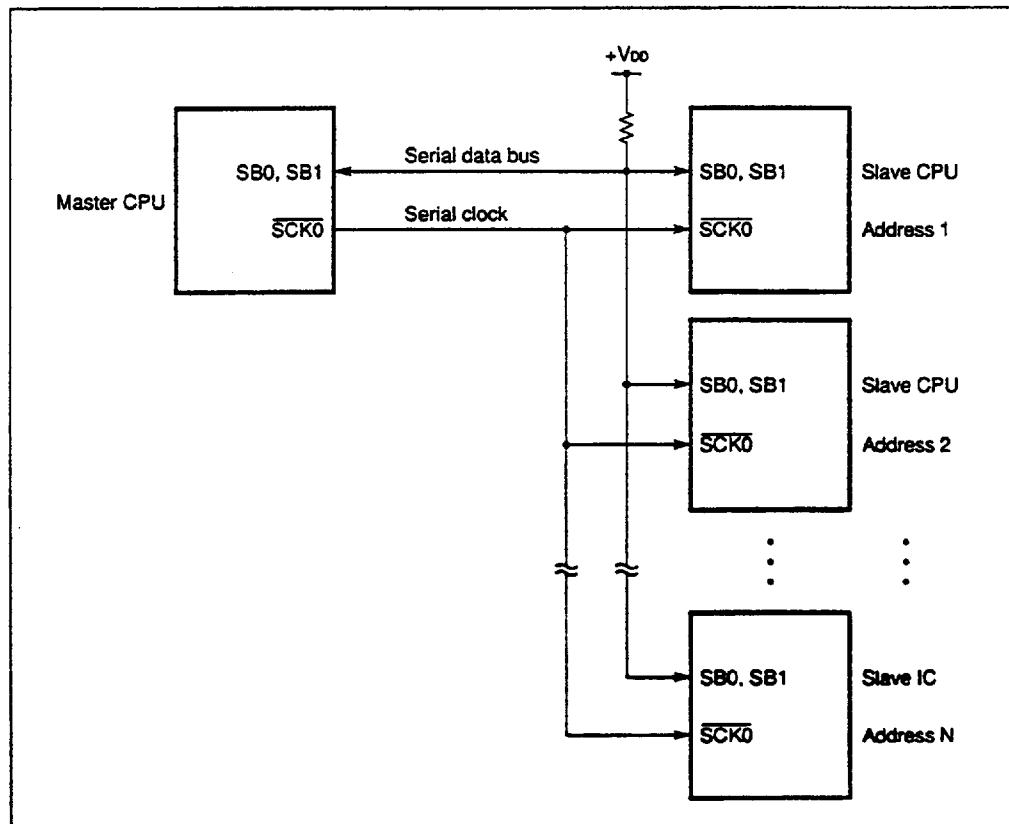 +VDD
Serial data bus
SB0, SB1
Master CPU
Serial clock
SCK0
SB0, SB1
Slave CPU
SCK0
Address 1
SB0, SB1
Slave CPU
SCK0
Address 2
SB0, SB1
Slave IC
SCK0
Address N